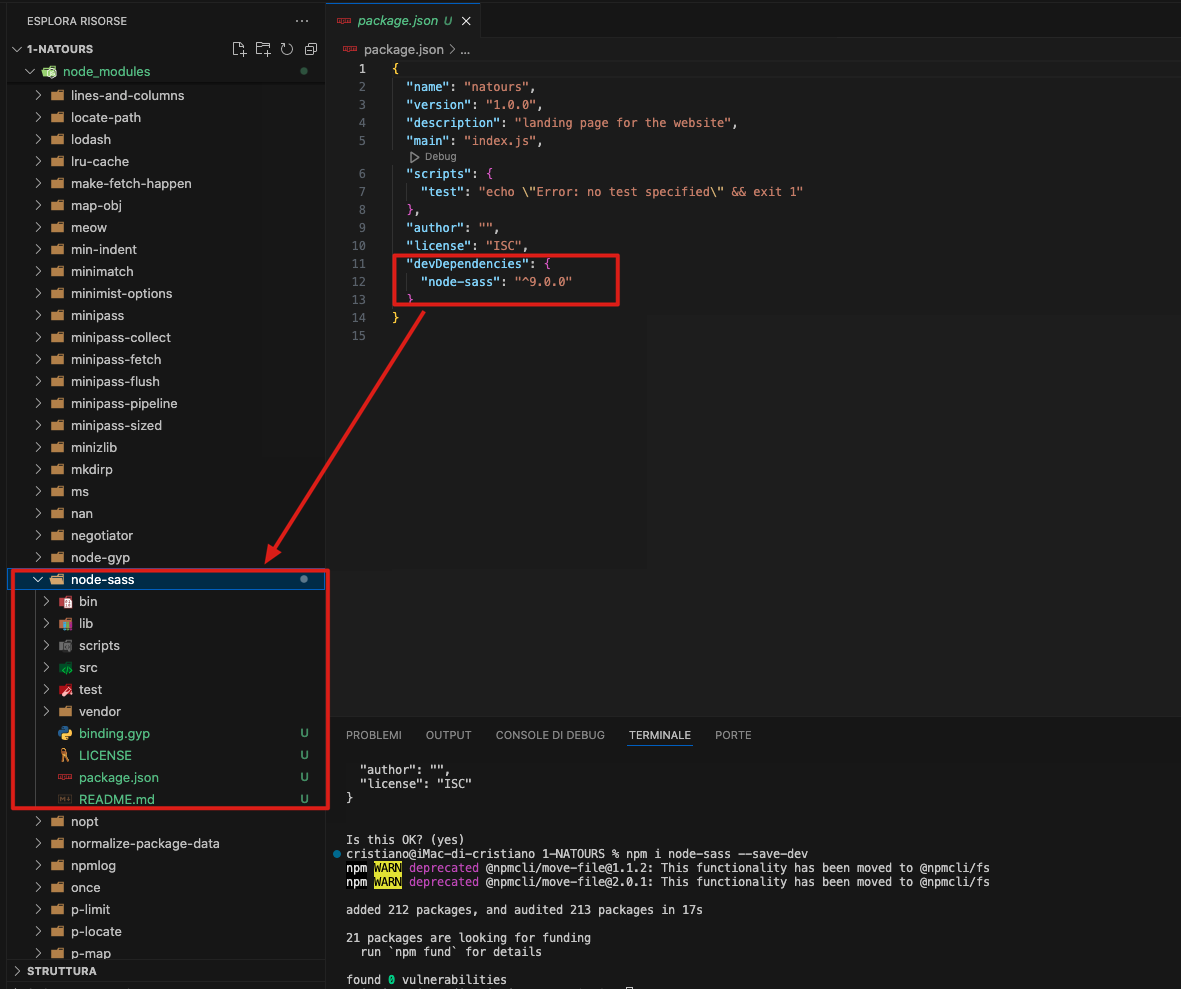 ESPLORA RISORSE
1-NATOURS
node_modules
lines-and-columns
locate-path
lodash
lru-cache
make-fetch-happen
map-obj
meow
min-indent
minimatch
minimist-options
minipass
minipass-collect
minipass-fetch
minipass-flush
minipass-pipeline
minipass-sized
minizlib
mkdirp
ms
nan
negotiator
node-gyp
node-sass
bin
lib
scripts
src
test
vendor
binding.gyp U
LICENSE U
package.json U
README.md U
nopt
normalize-package-data
npmlog
once
p-limit
p-locate
p-map
STRUTTURA
package.json U
package.json > ...
1 {
2 "name": "natours",
3 "version": "1.0.0",
4 "description": "landing page for the website",
5 "main": "index.js",
Debug
6 "scripts": {
7 "test": "echo \"Error: no test specified\" && exit 1"
8 },
9 "author": "",
10 "license": "ISC",
11 "devDependencies": {
12 "node-sass": "^9.0.0"
13 }
14 }
15
PROBLEMI OUTPUT CONSOLE DI DEBUG TERMINALE PORTE
"author": "",
"license": "ISC"
}
Is this OK? (yes)
cristiano@iMac-di-cristiano 1-NATOURS % npm i node-sass --save-dev
npm WARN deprecated @npmcli/move-file@1.1.2: This functionality has been moved to @npmcli/fs
npm WARN deprecated @npmcli/move-file@2.0.1: This functionality has been moved to @npmcli/fs
added 212 packages, and audited 213 packages in 17s
21 packages are looking for funding
run `npm fund` for details
found 0 vulnerabilities